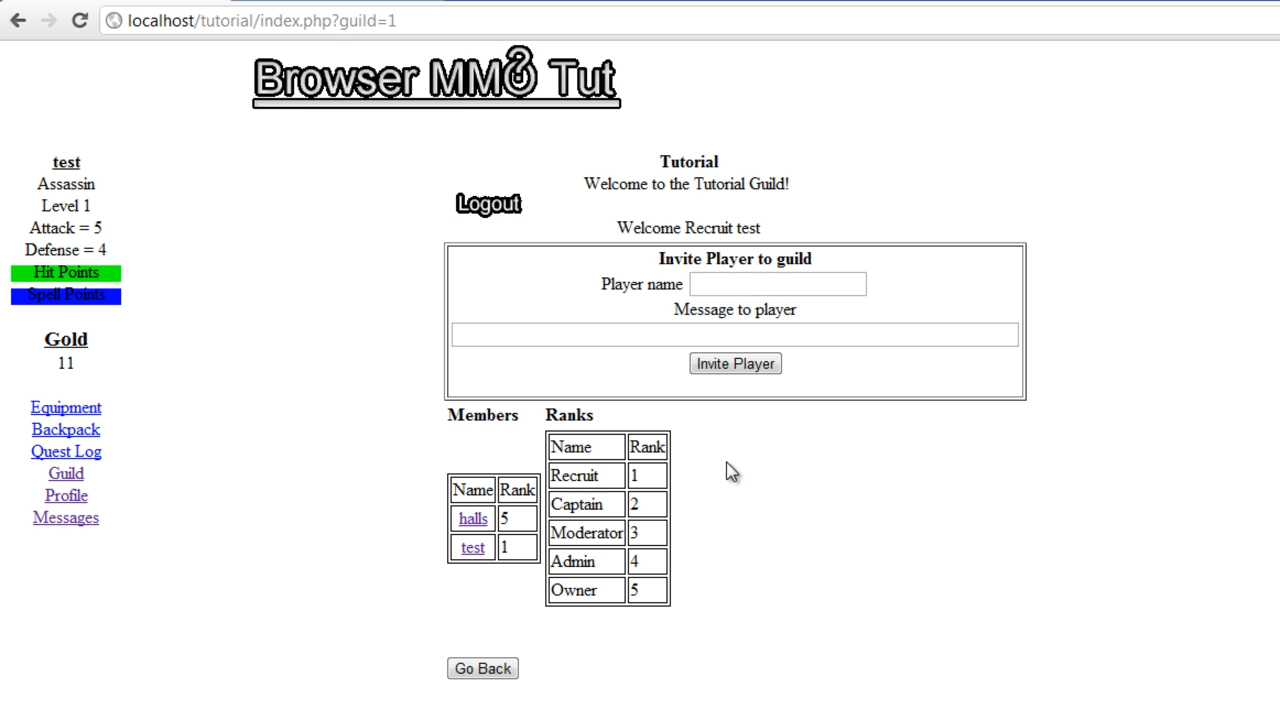 localhost/tutorial/index.php?guild=1
Browser MMO Tut
test
Assassin
Level 1
Attack = 5
Defense = 4
Hit Points
Spell Points
Gold
11
Equipment
Backpack
Quest Log
Guild
Profile
Messages
Logout
Tutorial
Welcome to the Tutorial Guild!
Welcome Recruit test
Invite Player to guild
Player name
Message to player
Invite Player
Members
Name Rank
halls 5
test 1
Ranks
Name Rank
Recruit 1
Captain 2
Moderator 3
Admin 4
Owner 5
Go Back